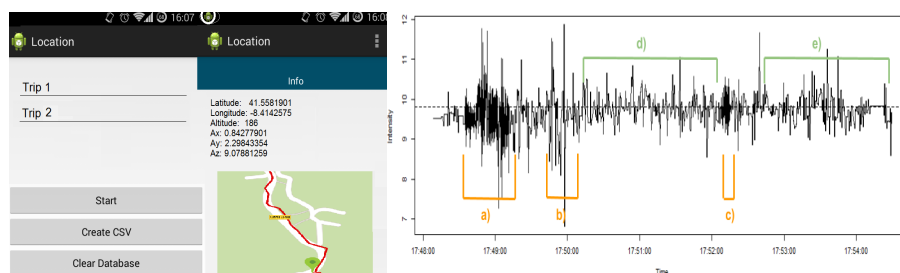 16:07
Location
Trip 1
Trip 2
Start
Create CSV
Clear Database
16:08
Location
Info
Latitude: 41.5581901
Longitude: -8.4142575
Altitude: 186
Ax: 0.84277901
Ay: 2.29843354
Az: 9.07881259
Intensity
12
11
10
9
8
7
a)
b)
c)
d)
e)
17:48:00
17:49:00
17:50:00
17:51:00
17:52:00
17:53:00
17:54:00
Time